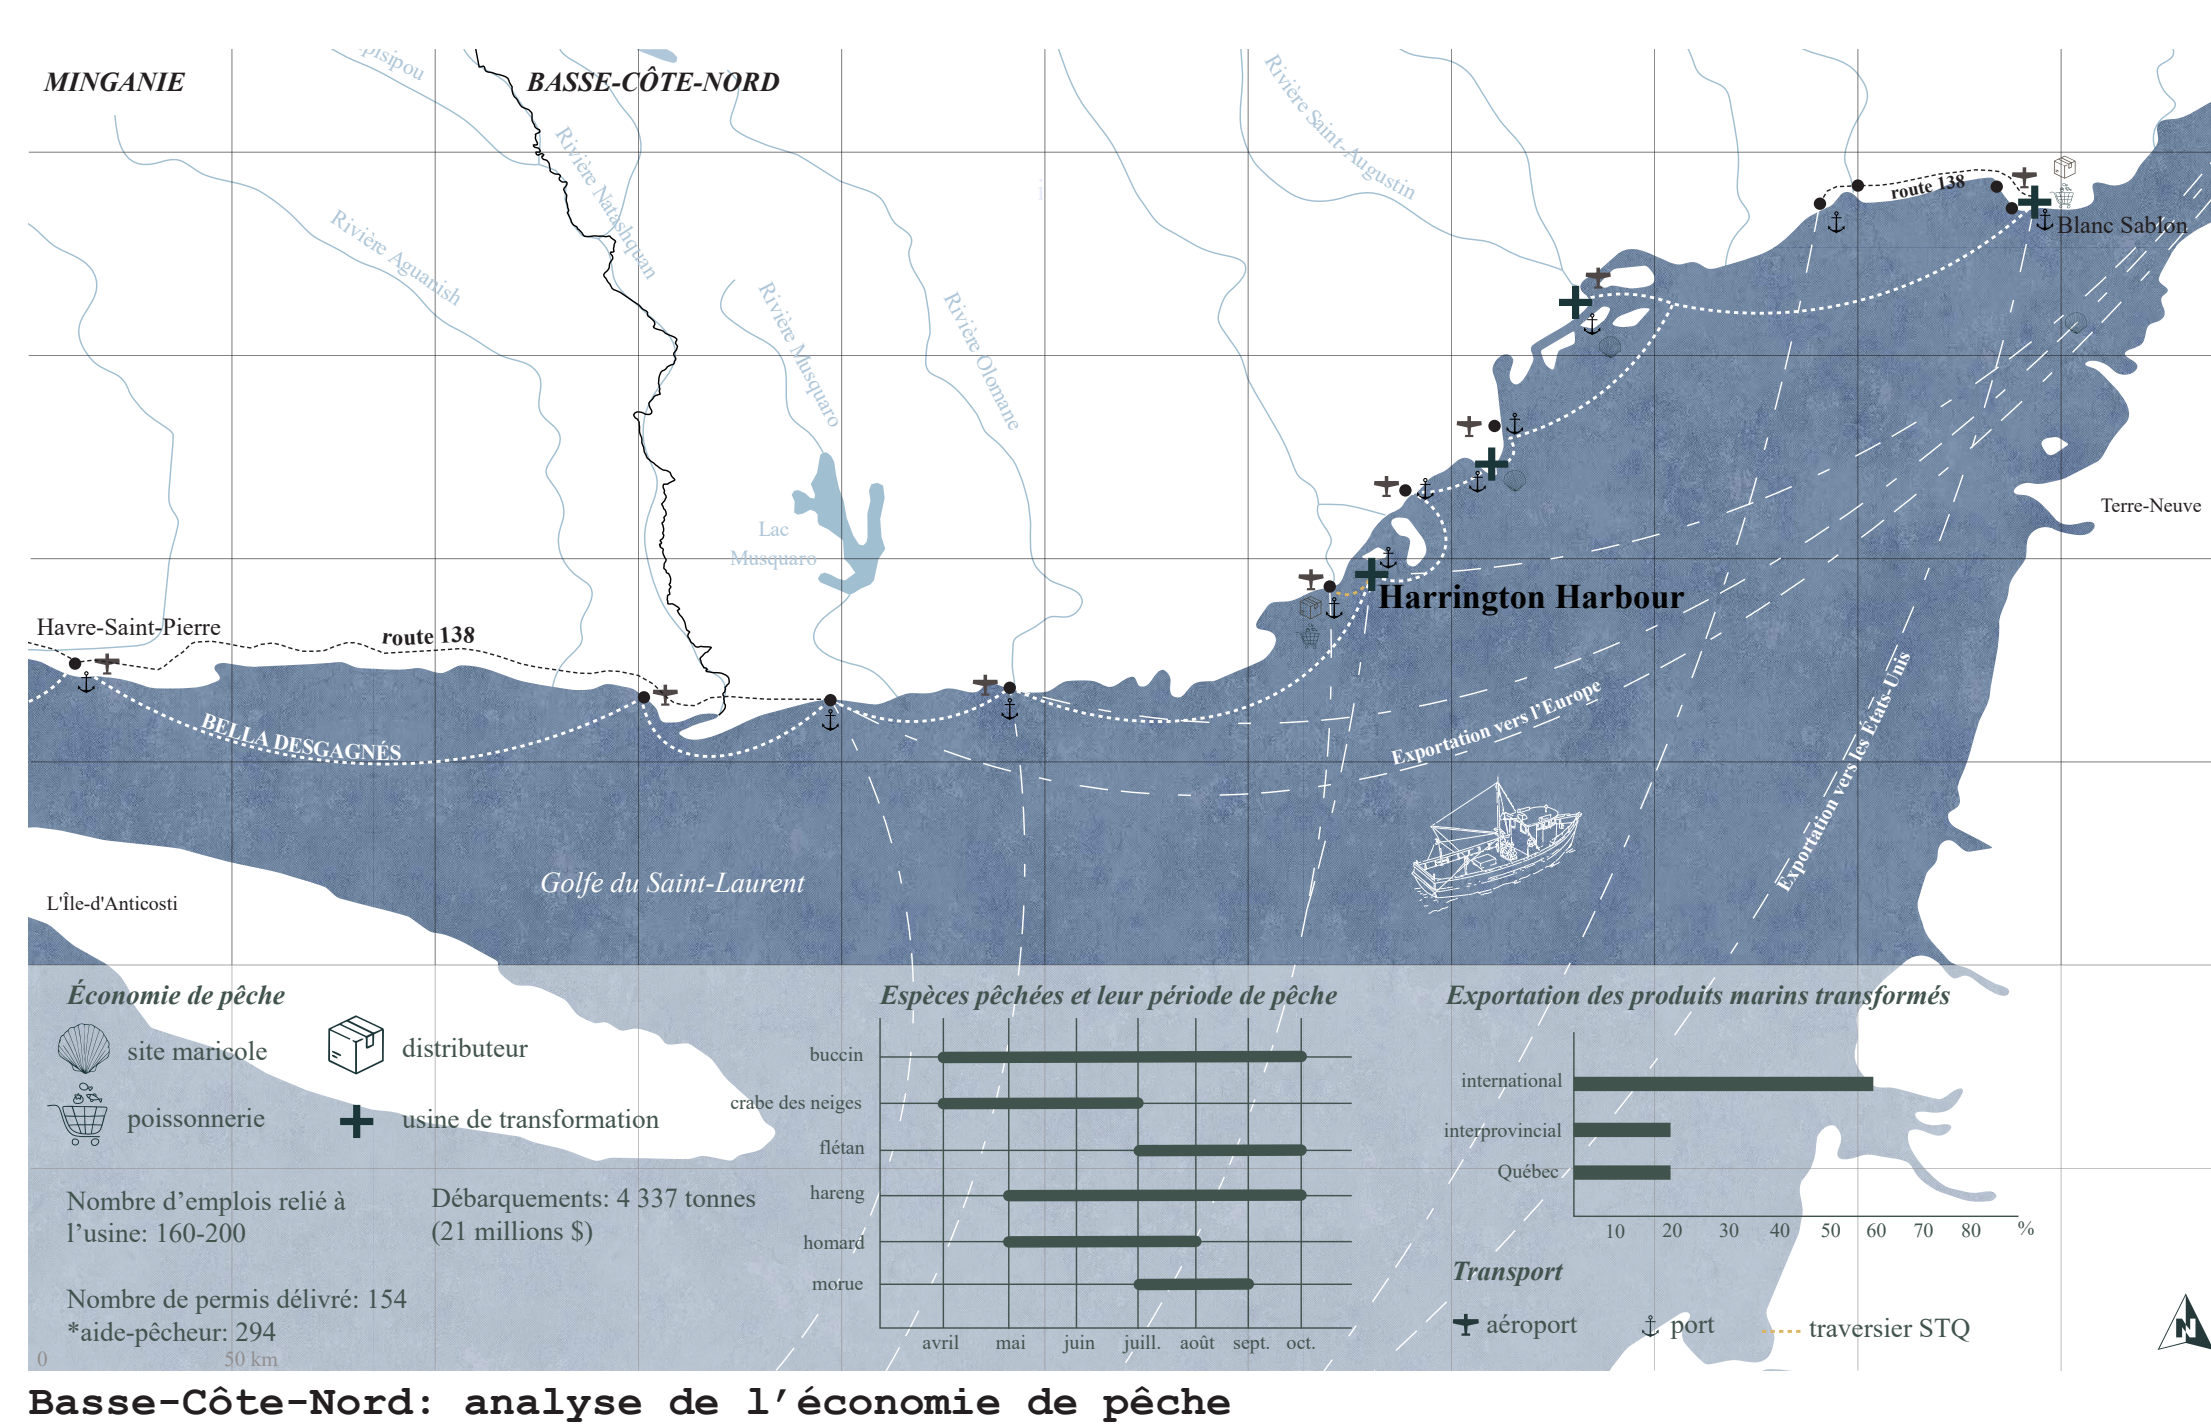 MINGANIE
BASSE-CÔTE-NORD
Rivière Natashquan
Rivière Aguanish
Rivière Musquaro
Rivière Olomane
Rivière Saint-Augustin
route 138
Blanc Sablon
Lac
Musquaro
Terre-Neuve
Harrington Harbour
Havre-Saint-Pierre
route 138
BELLA DESGAGNÉS
Exportation vers l’Europe
Exportation vers les États-Unis
Golfe du Saint-Laurent
L'Île-d'Anticosti
Économie de pêche
site maricole
distributeur
poissonnerie
usine de transformation
Nombre d’emplois relié à
l’usine: 160-200
Débarquements: 4 337 tonnes
(21 millions $)
Nombre de permis délivré: 154
*aide-pêcheur: 294
0 50 km
Espèces pêchées et leur période de pêche
buccin
crabe des neiges
flétan
hareng
homard
morue
avril mai juin juill. août sept. oct.
Exportation des produits marins transformés
international
interprovincial
Québec
10 20 30 40 50 60 70 80 %
Transport
aéroport
port
traversier STQ
N
Basse-Côte-Nord: analyse de l’économie de pêche